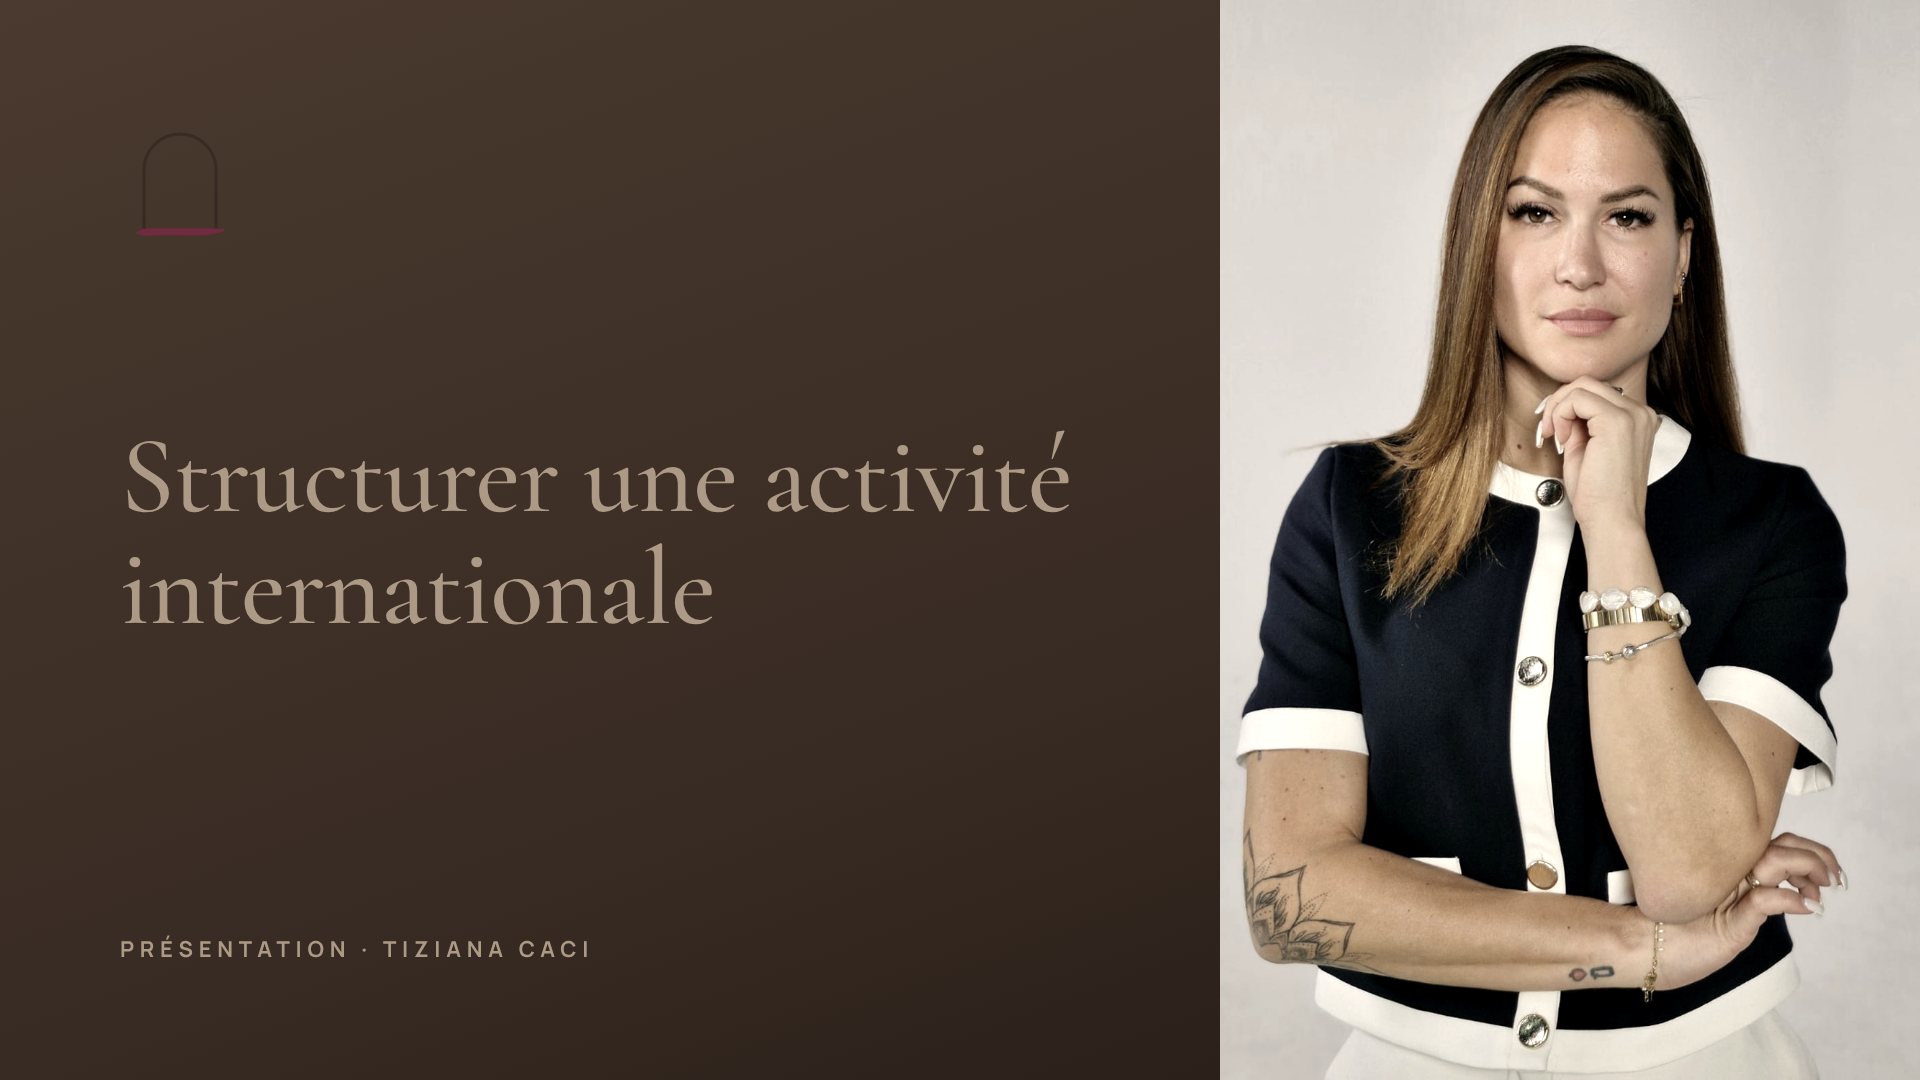 Structurer une activité
internationale
PRÉSENTATION · TIZIANA CACI